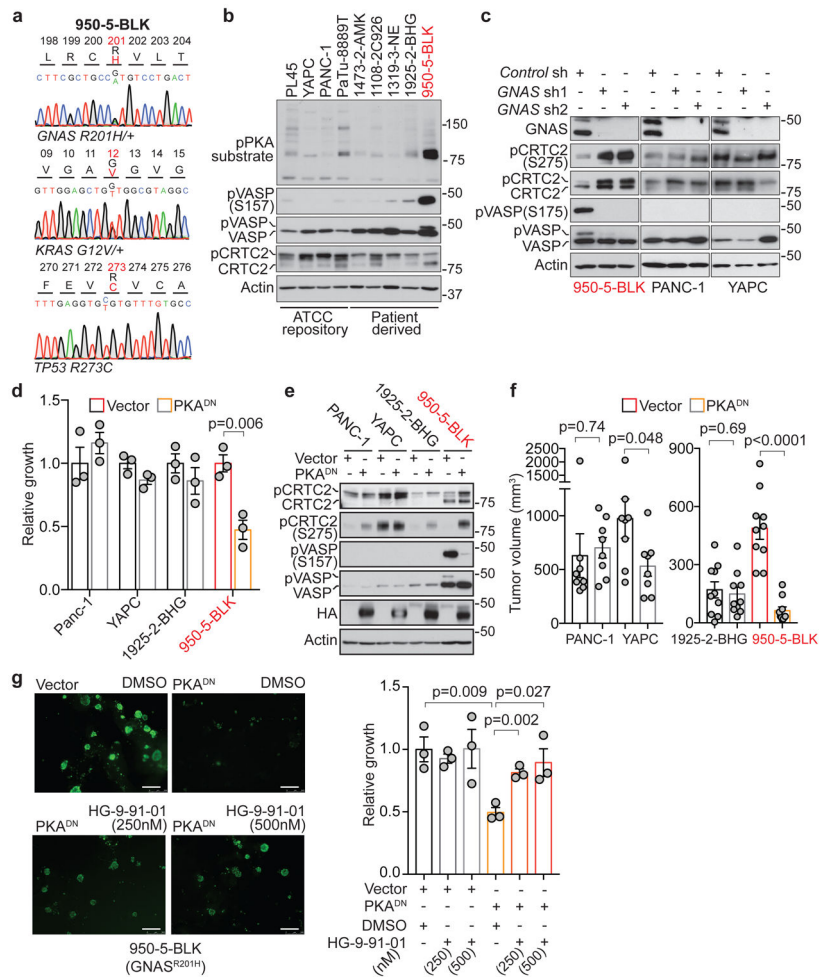 a
950-5-BLK
198 199 200 201 202 203 204
L R C R V L T
H
CTTCGCTGCC G TGTCCTGACT
A
GNAS R201H/+
09 10 11 12 13 14 15
V G A G G V G
V
GTTGGAGCTG G TGGCGTAGGC
T
KRAS G12V/+
270 271 272 273 274 275 276
F E V R V C A
C
TTTGAGGTG C GTGTTTGTGCC
T
TP53 R273C
b
PL45
YAPC
PANC-1
PaTu-8889T
1473-2-AMK
1108-2C926
1319-3-NE
1925-2-BHG
950-5-BLK
pPKA
substrate
-150
-75
pVASP
(S157)
-50
pVASP
VASP
-50
pCRTC2
CRTC2
-75
Actin
-37
ATCC
repository
Patient
derived
c
Control sh + - - + - - + - -
GNAS sh1 - + - - + - - + -
GNAS sh2 - - + - - + - - +
GNAS
-50
pCRTC2
(S275)
-75
pCRTC2
CRTC2
-75
pVASP(S175)
-50
pVASP
VASP
-50
Actin
-50
950-5-BLK PANC-1 YAPC
d
Vector PKADN
p=0.006
Relative growth
1.5
1.0
0.5
0
Panc-1
YAPC
1925-2-BHG
950-5-BLK
e
PANC-1
YAPC
1925-2-BHG
950-5-BLK
Vector + - + - + - + -
PKADN - + - + - + - +
pCRTC2
CRTC2
-75
pCRTC2
(S275)
-75
pVASP
(S157)
-50
pVASP
VASP
-50
HA
-50
Actin
-50
f
Vector PKADN
p=0.74
p=0.048
p=0.69
p<0.0001
Tumor volume (mm3)
2500
2000
1500
1000
500
0
900
600
300
0
PANC-1 YAPC
1925-2-BHG 950-5-BLK
g
Vector DMSO
PKADN DMSO
HG-9-91-01
PKADN (250nM)
HG-9-91-01
PKADN (500nM)
950-5-BLK
(GNASR201H)
p=0.009 p=0.027
p=0.002
Relative growth
1.5
1.0
0.5
0.0
Vector + + + - - -
PKADN - - - + + +
DMSO + - - + - -
HG-9-91-01 - + + - + +
(nM) (250) (500) (250) (500)